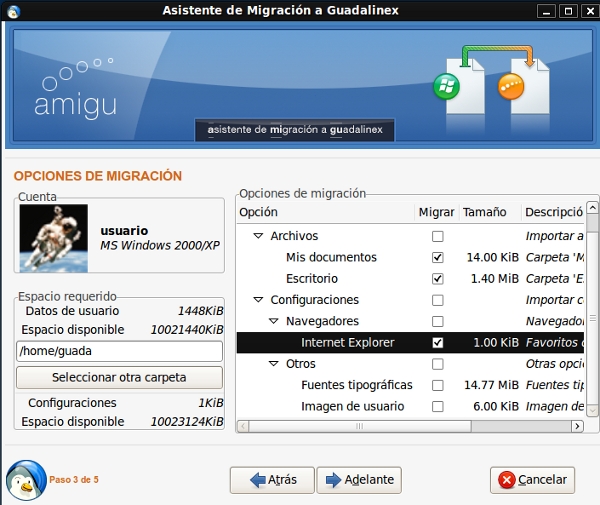 Asistente de Migración a Guadalinex
amigu
asistente de migración a guadalinex
OPCIONES DE MIGRACIÓN
Cuenta
usuario
MS Windows 2000/XP
Espacio requerido
Datos de usuario 1448KiB
Espacio disponible 10021440KiB
/home/guada
Seleccionar otra carpeta
Configuraciones 1KiB
Espacio disponible 10023124KiB
Opciones de migración
Opción Migrar Tamaño Descripció
Archivos Importar a
Mis documentos 14.00 KiB Carpeta 'M
Escritorio 1.40 MiB Carpeta 'E
Configuraciones Importar co
Navegadores Navegador
Internet Explorer 1.00 KiB Favoritos d
Otros Otras opci
Fuentes tipográficas 14.77 MiB Fuentes tip
Imagen de usuario 6.00 KiB Imagen de
Paso 3 de 5
Atrás
Adelante
Cancelar